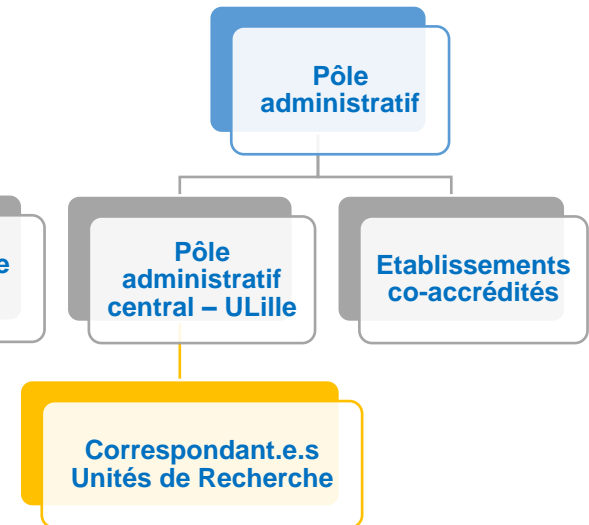 Pôle
administratif
Pôle
administratif
central – ULille
Etablissements
co-accrédités
Correspondant.e.s
Unités de Recherche